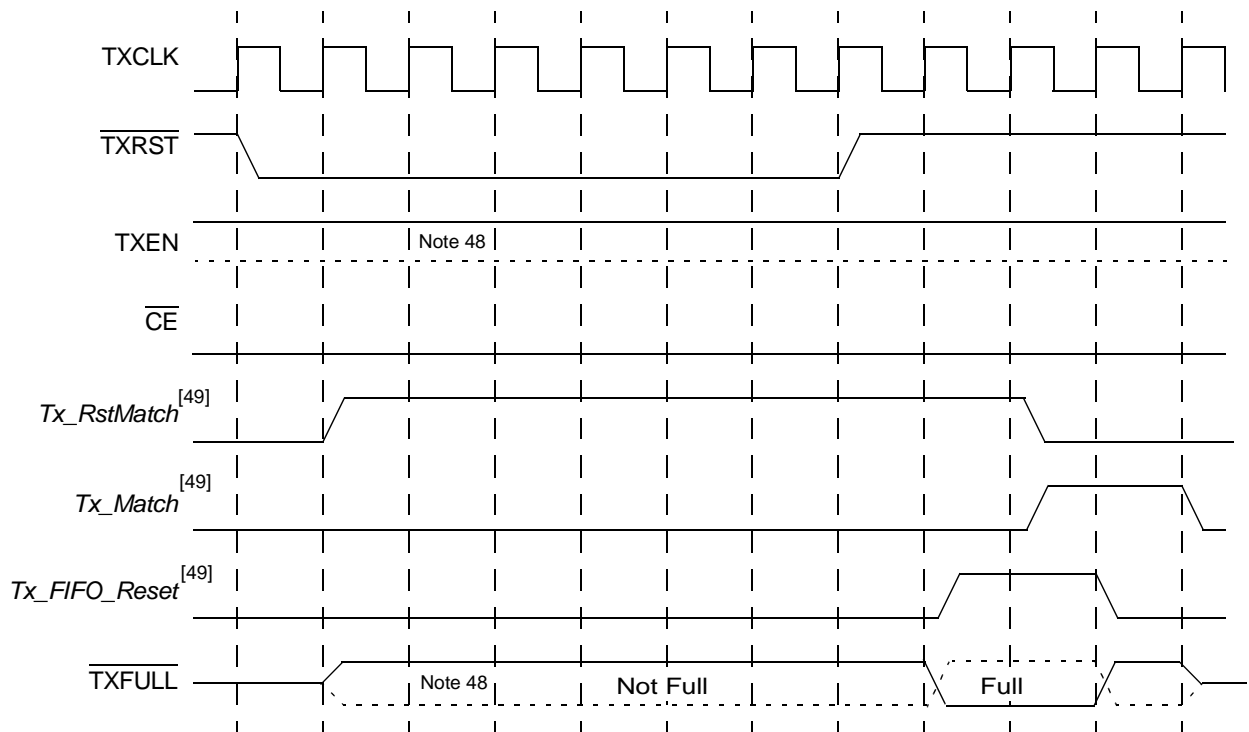 TXCLK
TXRST
TXEN
Note 48
CE
Tx_RstMatch[49]
Tx_Match[49]
Tx_FIFO_Reset[49]
TXFULL
Note 48
Not Full
Full